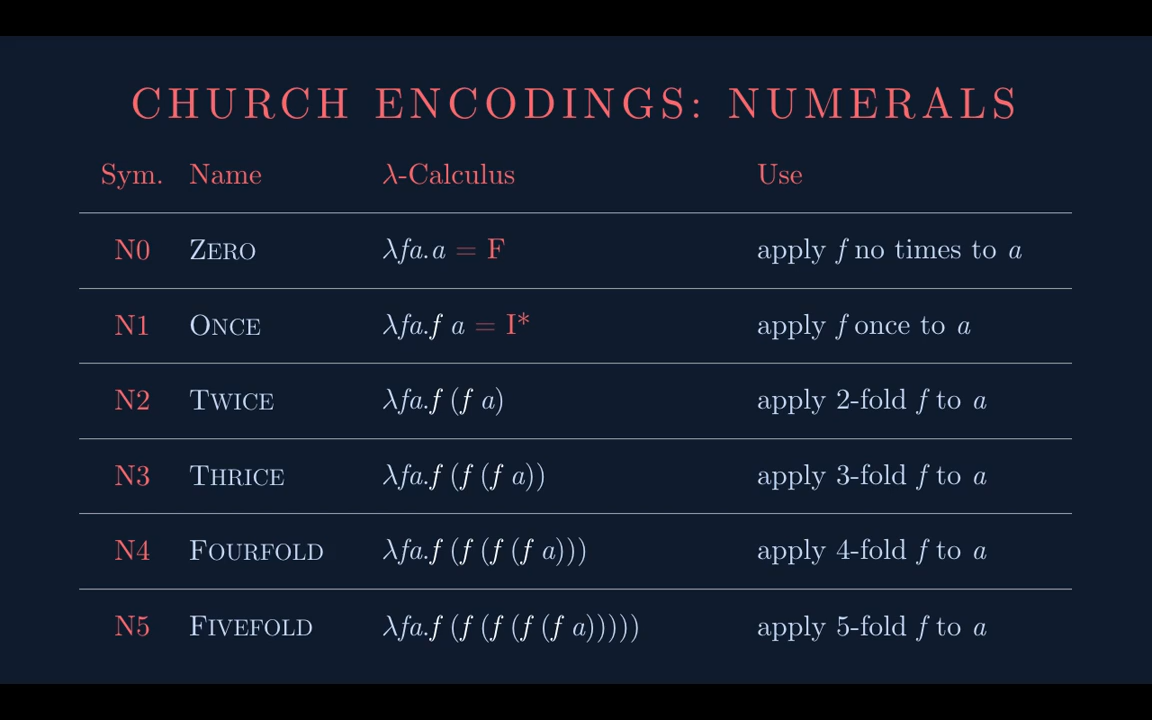 CHURCH ENCODINGS: NUMERALS
Sym. Name λ-Calculus Use
N0 ZERO λfa.a = F apply f no times to a
N1 ONCE λfa.f a = I* apply f once to a
N2 TWICE λfa.f (f a) apply 2-fold f to a
N3 THRICE λfa.f (f (f a)) apply 3-fold f to a
N4 FOURFOLD λfa.f (f (f (f a))) apply 4-fold f to a
N5 FIVEFOLD λfa.f (f (f (f (f a))))) apply 5-fold f to a